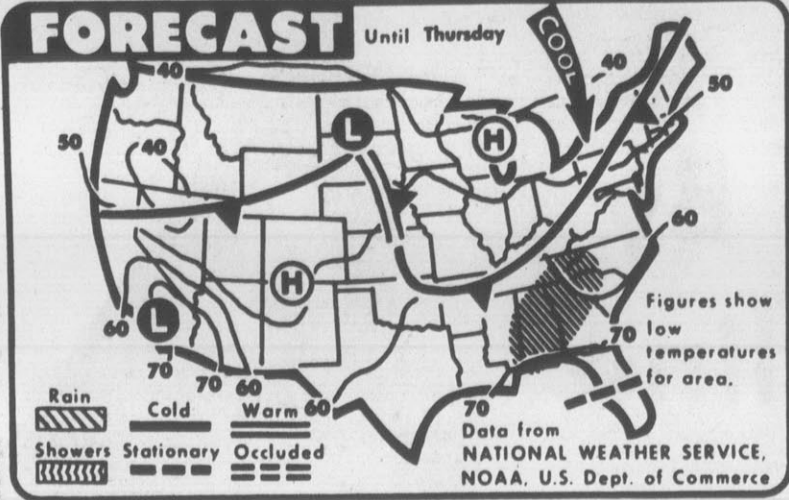 FORECAST
Until Thursday
COOL
40
40
50
50
40
L
H
60
H
L
60
70
70
60
60
70
70
Figures show
low
temperatures
for area.
Rain
Cold
Warm
Showers
Stationary
Occluded
Data from
NATIONAL WEATHER SERVICE,
NOAA, U.S. Dept. of Commerce